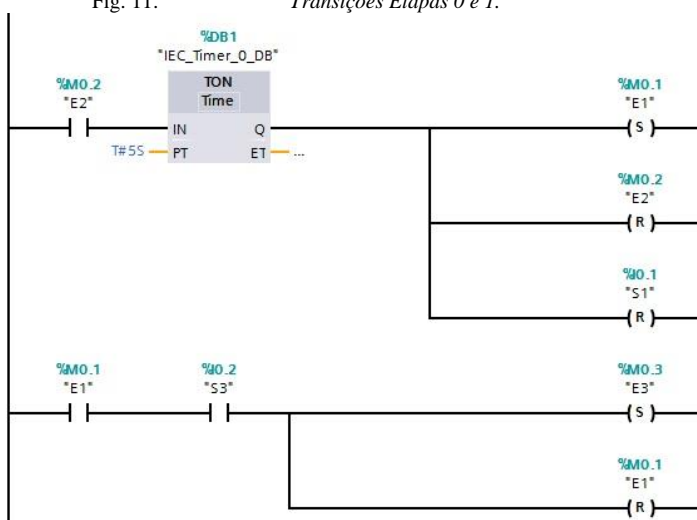 Fig. 11. Transições Etapas 0 e 1.
%DB1
"IEC_Timer_0_DB"
%M0.2
"E2"
TON
Time
IN
Q
T#5S
PT
ET
...
%M0.1
"E1"
S
%M0.2
"E2"
R
%I0.1
"S1"
R
%M0.1
"E1"
%I0.2
"S3"
%M0.3
"E3"
S
%M0.1
"E1"
R